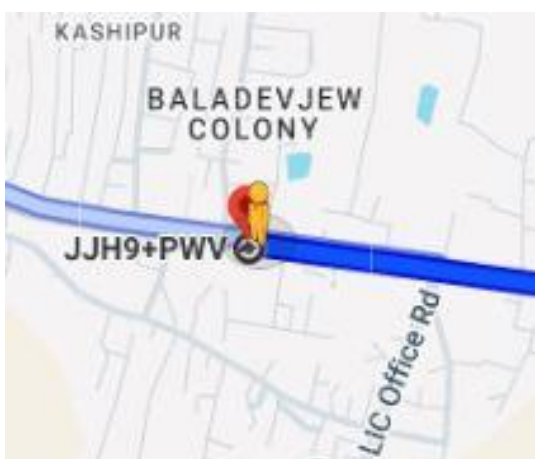 KASHIPUR
BALADEVJEW
COLONY
JJH9+PWV
LIC Office Rd